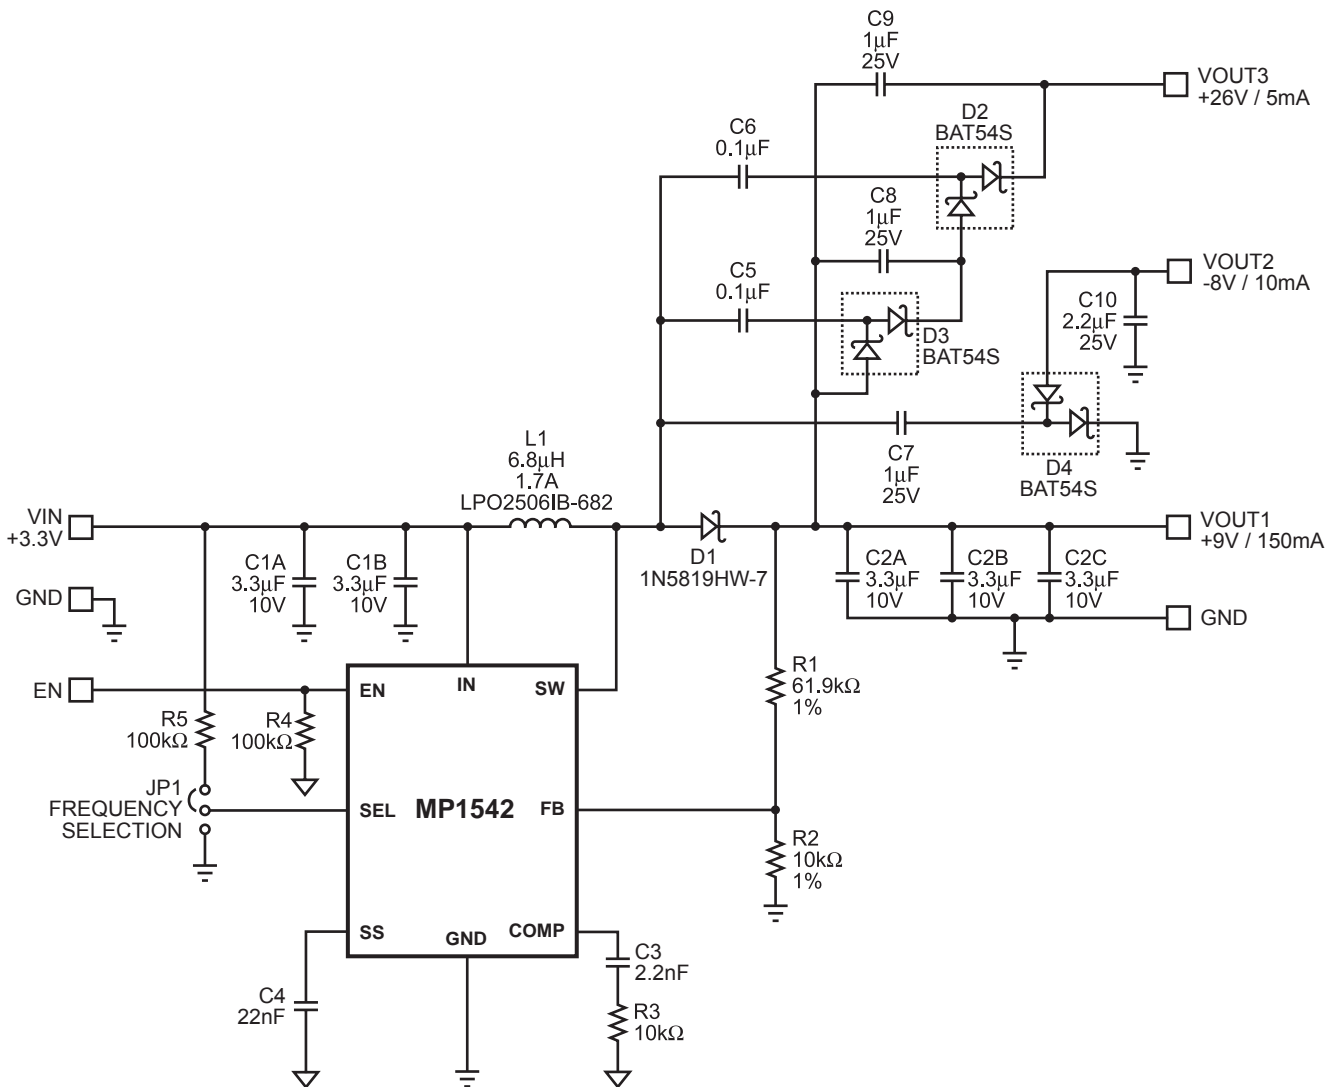 C9
1µF
25V
VOUT3
+26V / 5mA
D2
BAT54S
C6
0.1µF
C8
1µF
25V
VOUT2
-8V / 10mA
C5
0.1µF
C10
2.2µF
25V
D3
BAT54S
L1
6.8µH
1.7A
LPO2506IB-682
C7
1µF
25V
D4
BAT54S
VIN
+3.3V
VOUT1
+9V / 150mA
D1
1N5819HW-7
C1A
3.3µF
10V
C1B
3.3µF
10V
C2A
3.3µF
10V
C2B
3.3µF
10V
C2C
3.3µF
10V
GND
GND
EN
EN
IN
SW
R1
61.9kΩ
1%
R5
100kΩ
R4
100kΩ
JP1
FREQUENCY
SELECTION
SEL
MP1542
FB
R2
10kΩ
1%
SS
GND
COMP
C3
2.2nF
C4
22nF
R3
10kΩ